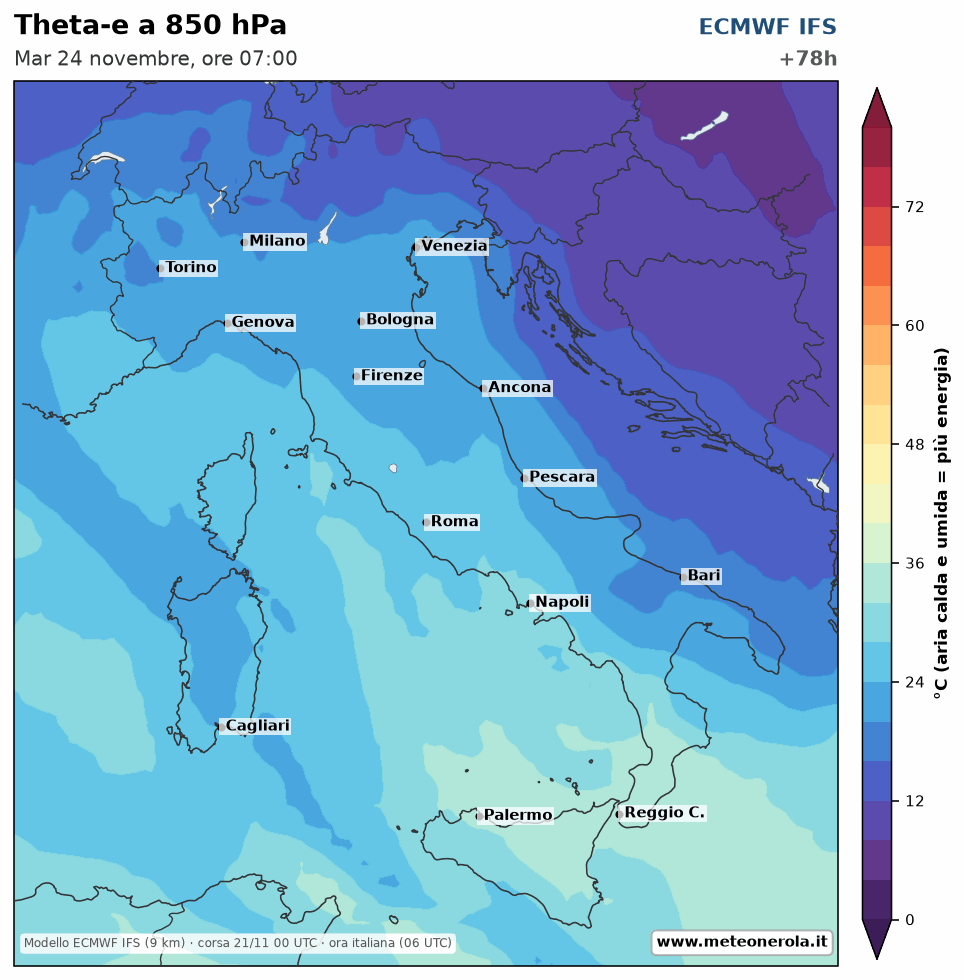 Theta-e a 850 hPa
ECMWF IFS
Mar 24 novembre, ore 07:00
+78h
Milano
Venezia
Torino
Genova
Bologna
Firenze
Ancona
Pescara
Roma
Bari
Napoli
Cagliari
Palermo
Reggio C.
72
60
48
36
24
12
0
°C (aria calda e umida = più energia)
Modello ECMWF IFS (9 km) · corsa 21/11 00 UTC · ora italiana (06 UTC)
www.meteonerola.it